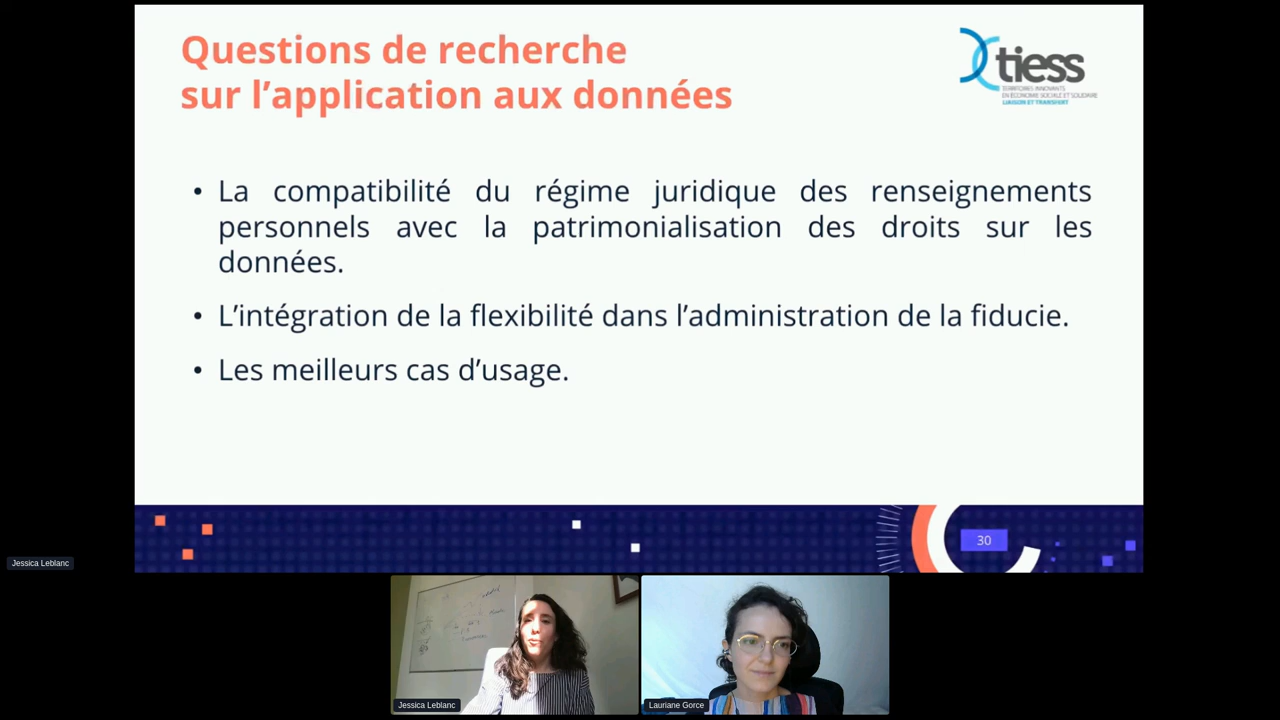 Questions de recherche
sur l’application aux données
tiess
TERRITOIRES INNOVANTS
EN ÉCONOMIE SOCIALE ET SOLIDAIRE
LIAISON ET TRANSFERT
• La compatibilité du régime juridique des renseignements
personnels avec la patrimonialisation des droits sur les
données.
• L’intégration de la flexibilité dans l’administration de la fiducie.
• Les meilleurs cas d’usage.
30
Jessica Leblanc
Jessica Leblanc
Lauriane Gorce